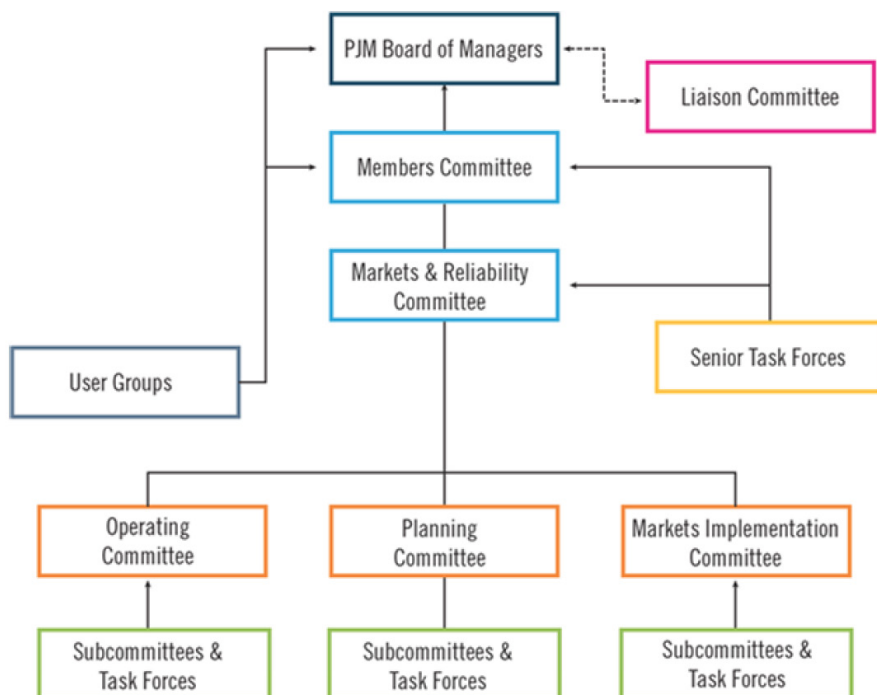 PJM Board of Managers
Liaison Committee
Members Committee
Markets & Reliability
Committee
Senior Task Forces
User Groups
Operating
Committee
Planning
Committee
Markets Implementation
Committee
Subcommittees &
Task Forces
Subcommittees &
Task Forces
Subcommittees &
Task Forces